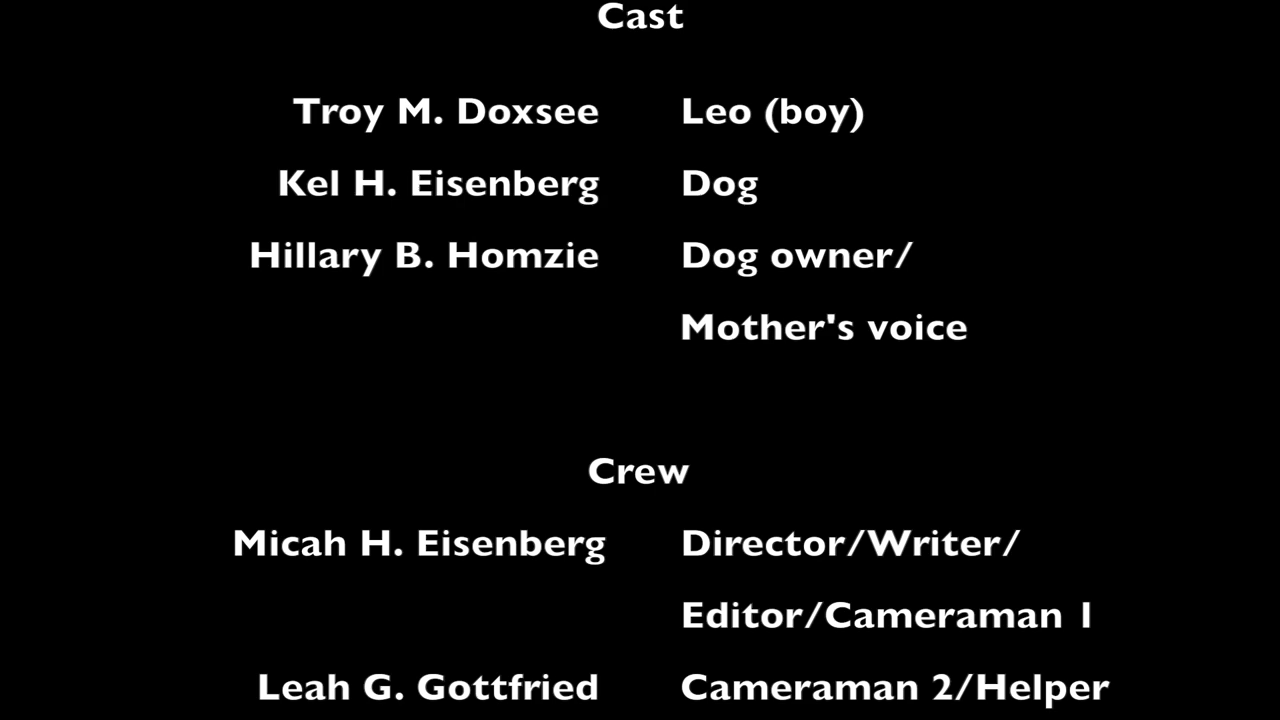 Cast
Troy M. Doxsee Leo (boy)
Kel H. Eisenberg Dog
Hillary B. Homzie Dog owner/
Mother's voice
Crew
Micah H. Eisenberg Director/Writer/
Editor/Cameraman 1
Leah G. Gottfried Cameraman 2/Helper